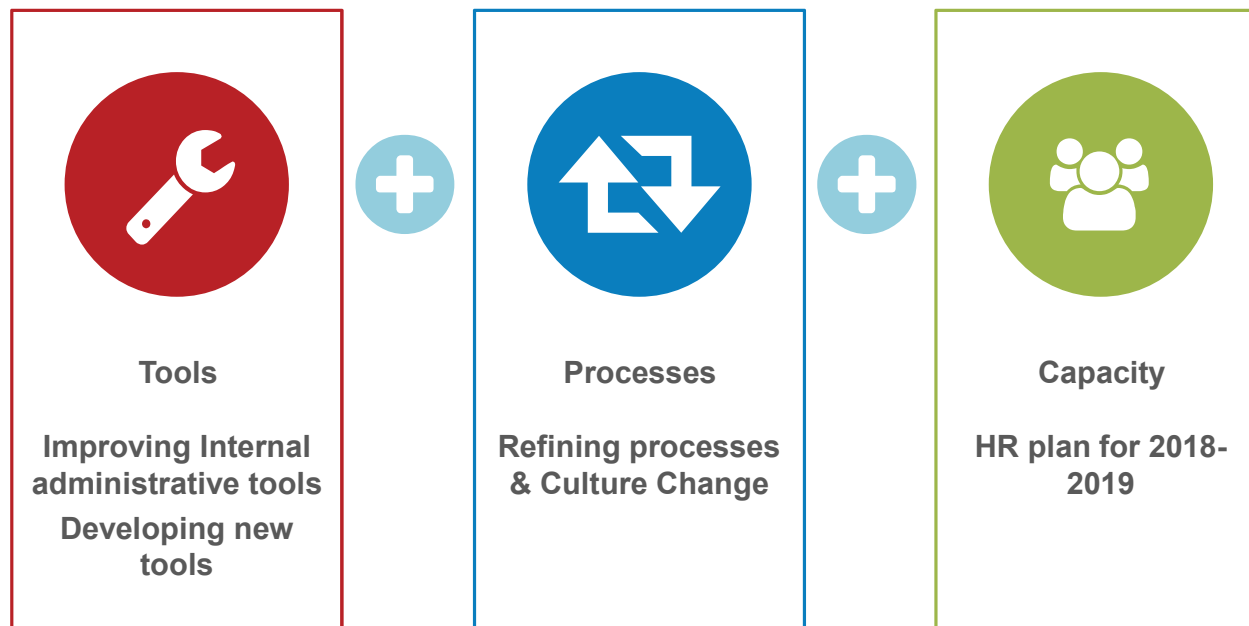 Tools
Improving Internal
administrative tools
Developing new
tools
Processes
Refining processes
& Culture Change
Capacity
HR plan for 2018-
2019